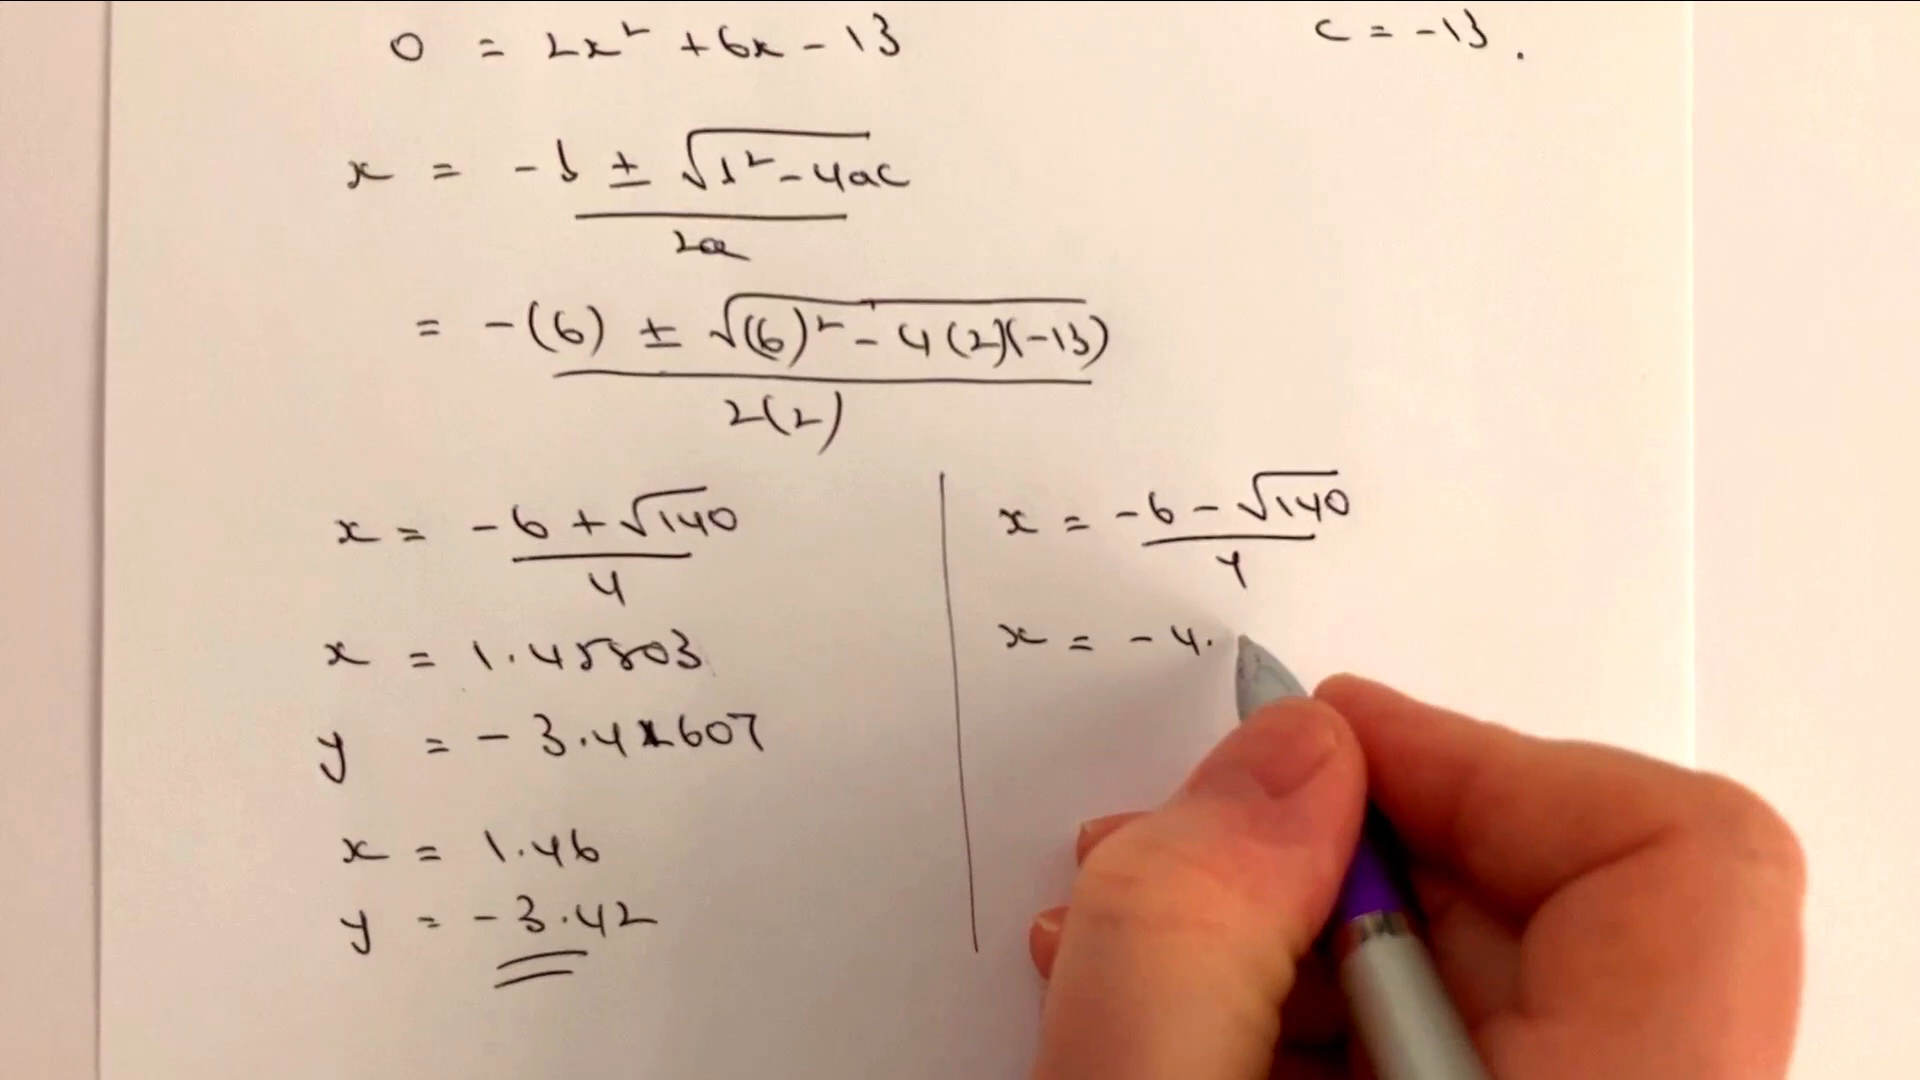 0 = 2x² + 6x - 13
c = -13.
x = -b ± √b² - 4ac
2a
= -(6) ± √(6)² - 4(2)(-13)
2(2)
x = -6 + √140
4
x = 1.45803
y = -3.41607
x = 1.46
y = -3.42
x = -6 - √140
4
x = -4.